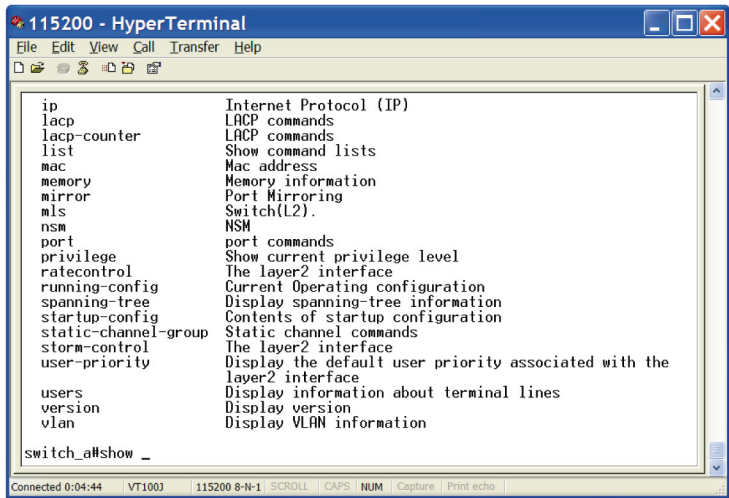 115200 - HyperTerminal
File Edit View Call Transfer Help
ip Internet Protocol (IP)
lacp LACP commands
lacp-counter LACP commands
list Show command lists
mac Mac address
memory Memory information
mirror Port Mirroring
mls Switch(L2).
nsm NSM
port port commands
privilege Show current privilege level
ratecontrol The layer2 interface
running-config Current Operating configuration
spanning-tree Display spanning-tree information
startup-config Contents of startup configuration
static-channel-group Static channel commands
storm-control The layer2 interface
user-priority Display the default user priority associated with the
layer2 interface
users Display information about terminal lines
version Display version
vlan Display VLAN information
switch_a#show _
Connected 0:04:44 VT100J 115200 8-N-1 SCROLL CAPS NUM Capture Print echo